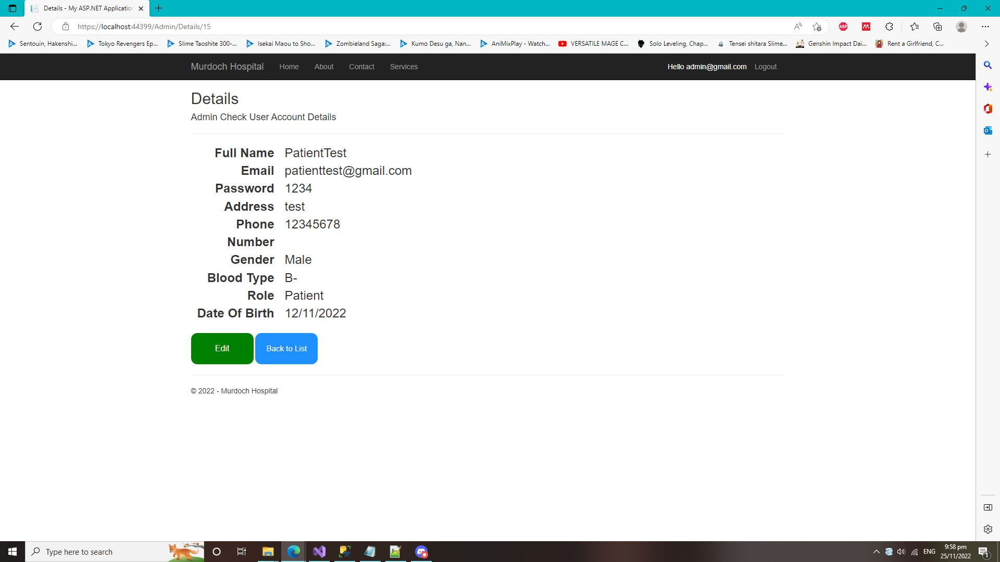 Details - My ASP.NET Application
https://localhost:44399/Admin/Details/15
Sentouin, Hakenshi... Tokyo Revengers Ep... Slime Taoshite 300-... Isekai Maou to Sho... Zombieland Saga:... Kumo Desu ga, Nan... AniMixPlay - Watch... VERSATILE MAGE C... Solo Leveling, Chap... Tensei shitara Slime... Genshin Impact Dai... Rent a Girlfriend, C...
Murdoch Hospital Home About Contact Services Hello admin@gmail.com Logout
Details
Admin Check User Account Details
Full Name PatientTest
Email patienttest@gmail.com
Password 1234
Address test
Phone 12345678
Number
Gender Male
Blood Type B-
Role Patient
Date Of Birth 12/11/2022
Edit Back to List
© 2022 - Murdoch Hospital
Type here to search
ENG
9:58 pm
25/11/2022
1
ABP